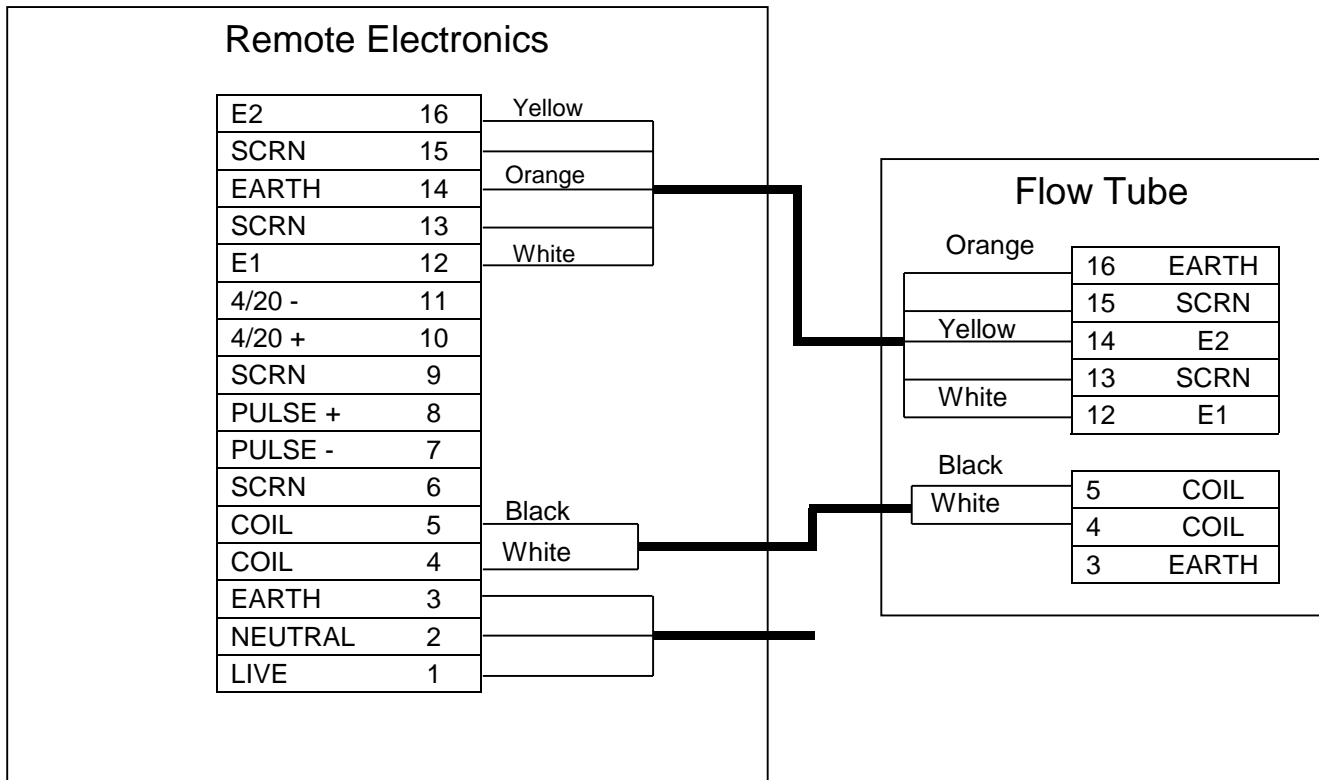 Remote Electronics
E2 16 Yellow
SCRN 15
EARTH 14 Orange
SCRN 13
E1 12 White
4/20 - 11
4/20 + 10
SCRN 9
PULSE + 8
PULSE - 7
SCRN 6
COIL 5 Black
COIL 4 White
EARTH 3
NEUTRAL 2
LIVE 1
Flow Tube
Orange 16 EARTH
15 SCRN
Yellow 14 E2
13 SCRN
White 12 E1
Black 5 COIL
White 4 COIL
3 EARTH